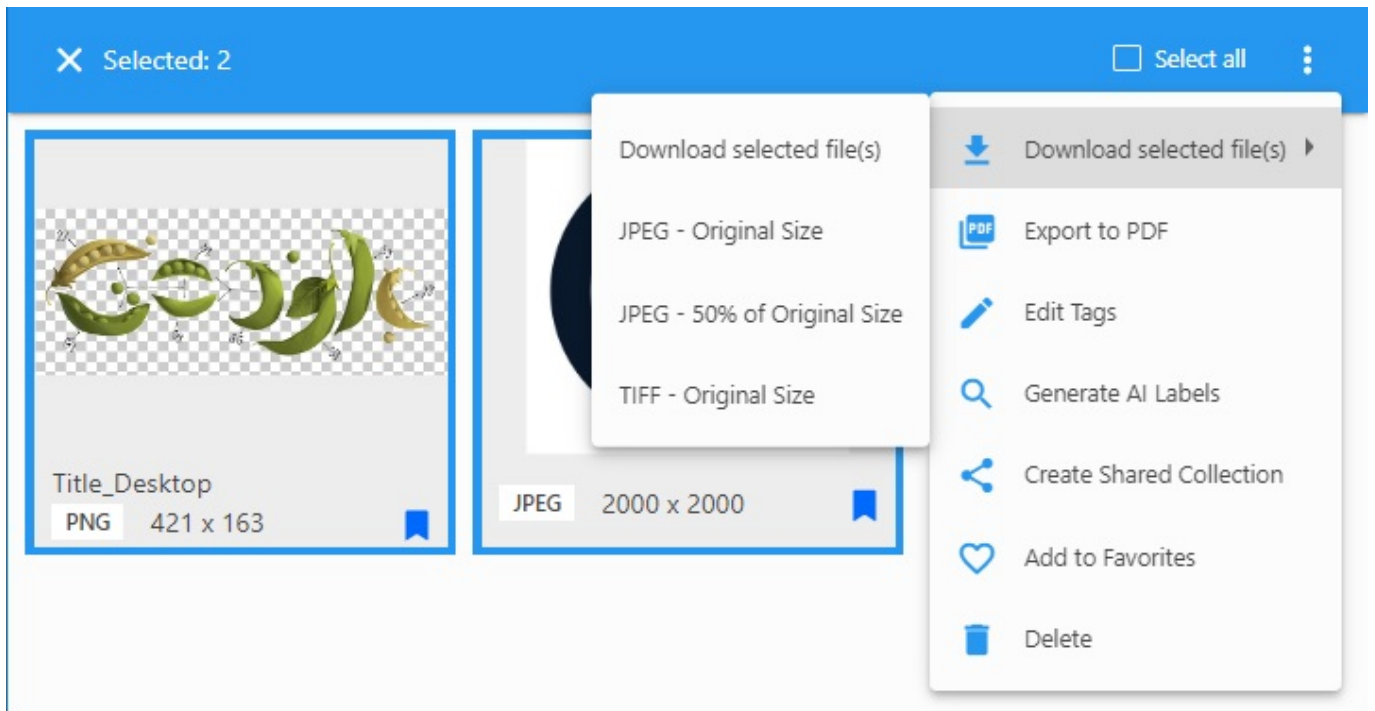 Selected: 2
Select all
Download selected file(s)
JPEG - Original Size
JPEG - 50% of Original Size
TIFF - Original Size
Download selected file(s)
PDF
Export to PDF
Edit Tags
Generate AI Labels
Create Shared Collection
Add to Favorites
Delete
Title_Desktop
PNG 421 x 163
JPEG 2000 x 2000